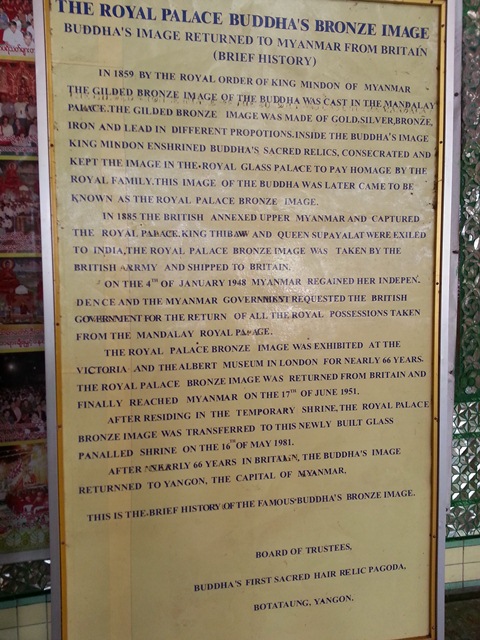 THE ROYAL PALACE BUDDHA'S BRONZE IMAGE
BUDDHA'S IMAGE RETURNED TO MYANMAR FROM BRITAIN
(BRIEF HISTORY)
IN 1859 BY THE ROYAL ORDER OF KING MINDON OF MYANMAR
THE GILDED BRONZE IMAGE OF THE BUDDHA WAS CAST IN THE MANDALAY
PALACE.THE GILDED BRONZE IMAGE WAS MADE OF GOLD,SILVER,BRONZE,
IRON AND LEAD IN DIFFERENT PROPOTIONS.INSIDE THE BUDDHA'S IMAGE
KING MINDON ENSHRINED BUDDHA'S SACRED RELICS, CONSECRATED AND
KEPT THE IMAGE IN THE ROYAL GLASS PALACE TO PAY HOMAGE BY THE
ROYAL FAMILY.THIS IMAGE OF THE BUDDHA WAS LATER CAME TO BE
KNOWN AS THE ROYAL PALACE BRONZE IMAGE.
IN 1885 THE BRITISH ANNEXED UPPER MYANMAR AND CAPTURED
THE ROYAL PALACE.KING THIBAW AND QUEEN SUPAYALAT WERE EXILED
TO INDIA,THE ROYAL PALACE BRONZE IMAGE WAS TAKEN BY THE
BRITISH ARMY AND SHIPPED TO BRITAIN.
ON THE 4TH OF JANUARY 1948 MYANMAR REGAINED HER INDEPEN.
DENCE AND THE MYANMAR GOVERNMENT REQUESTED THE BRITISH
GOVERNMENT FOR THE RETURN OF ALL THE ROYAL POSSESSIONS TAKEN
FROM THE MANDALAY ROYAL PALACE.
THE ROYAL PALACE BRONZE IMAGE WAS EXHIBITED AT THE
VICTORIA AND THE ALBERT MUSEUM IN LONDON FOR NEARLY 66 YEARS.
THE ROYAL PALACE BRONZE IMAGE WAS RETURNED FROM BRITAIN AND
FINALLY REACHED MYANMAR ON THE 17TH OF JUNE 1951.
AFTER RESIDING IN THE TEMPORARY SHRINE,THE ROYAL PALACE
BRONZE IMAGE WAS TRANSFERRED TO THIS NEWLY BUILT GLASS
PANALLED SHRINE ON THE 16TH OF MAY 1981.
AFTER NEARLY 66 YEARS IN BRITAIN, THE BUDDHA'S IMAGE
RETURNNED TO YANGON, THE CAPITAL OF MYANMAR.
THIS IS THE BRIEF HISTORY OF THE FAMOUS BUDDHA'S BRONZE IMAGE.
BOARD OF TRUSTEES,
BUDDHA'S FIRST SACRED HAIR RELIC PAGODA,
BOTATAUNG, YANGON.